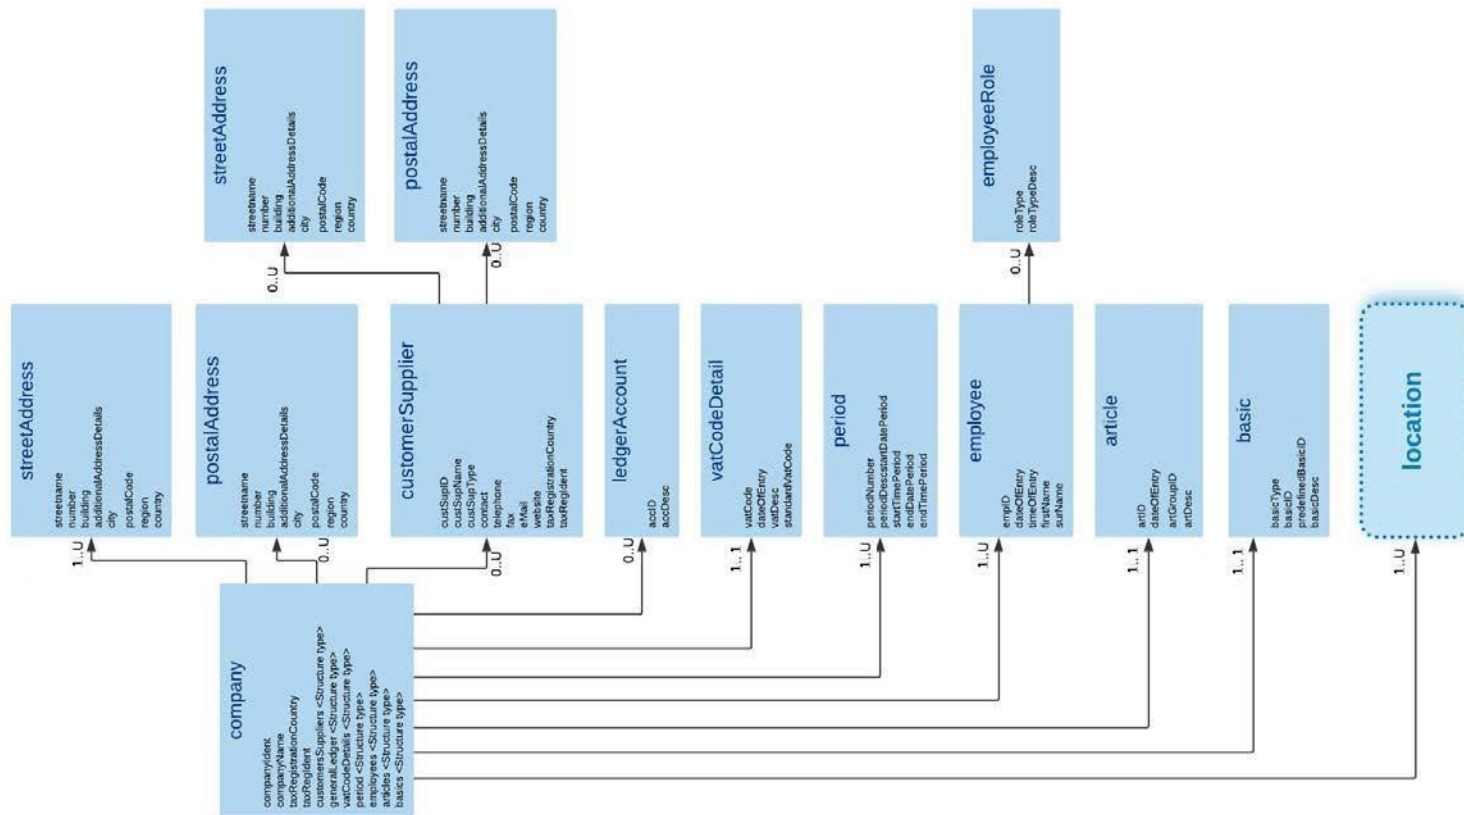 company
companyIdent
companyName
taxRegistrationCountry
taxRegIdent
customersSuppliers <Structure type>
generalLedger <Structure type>
vatCodeDetails <Structure type>
period <Structure type>
employees <Structure type>
articles <Structure type>
basics <Structure type>
1..U
streetAddress
streetname
number
building
additionalAddressDetails
city
postalCode
region
country
0..U
postalAddress
streetname
number
building
additionalAddressDetails
city
postalCode
region
country
0..U
customerSupplier
custSupID
custSupName
custSupType
contact
telephone
fax
eMail
website
taxRegistrationCountry
taxRegIdent
0..U
streetAddress
streetname
number
building
additionalAddressDetails
city
postalCode
region
country
0..U
postalAddress
streetname
number
building
additionalAddressDetails
city
postalCode
region
country
0..U
ledgerAccount
accID
accDesc
1..1
vatCodeDetail
vatCode
dateOfEntry
vatDesc
standardVatCode
1..U
period
periodNumber
periodDescstartDatePeriod
startTimePeriod
endDatePeriod
endTimePeriod
1..U
employee
empID
dateOfEntry
timeOfEntry
firstName
surName
0..U
employeeRole
roleType
roleTypeDesc
1..1
article
artID
dateOfEntry
artGroupID
artDesc
1..1
basic
basicType
basicID
predefinedBasicID
basicDesc
1..U
location